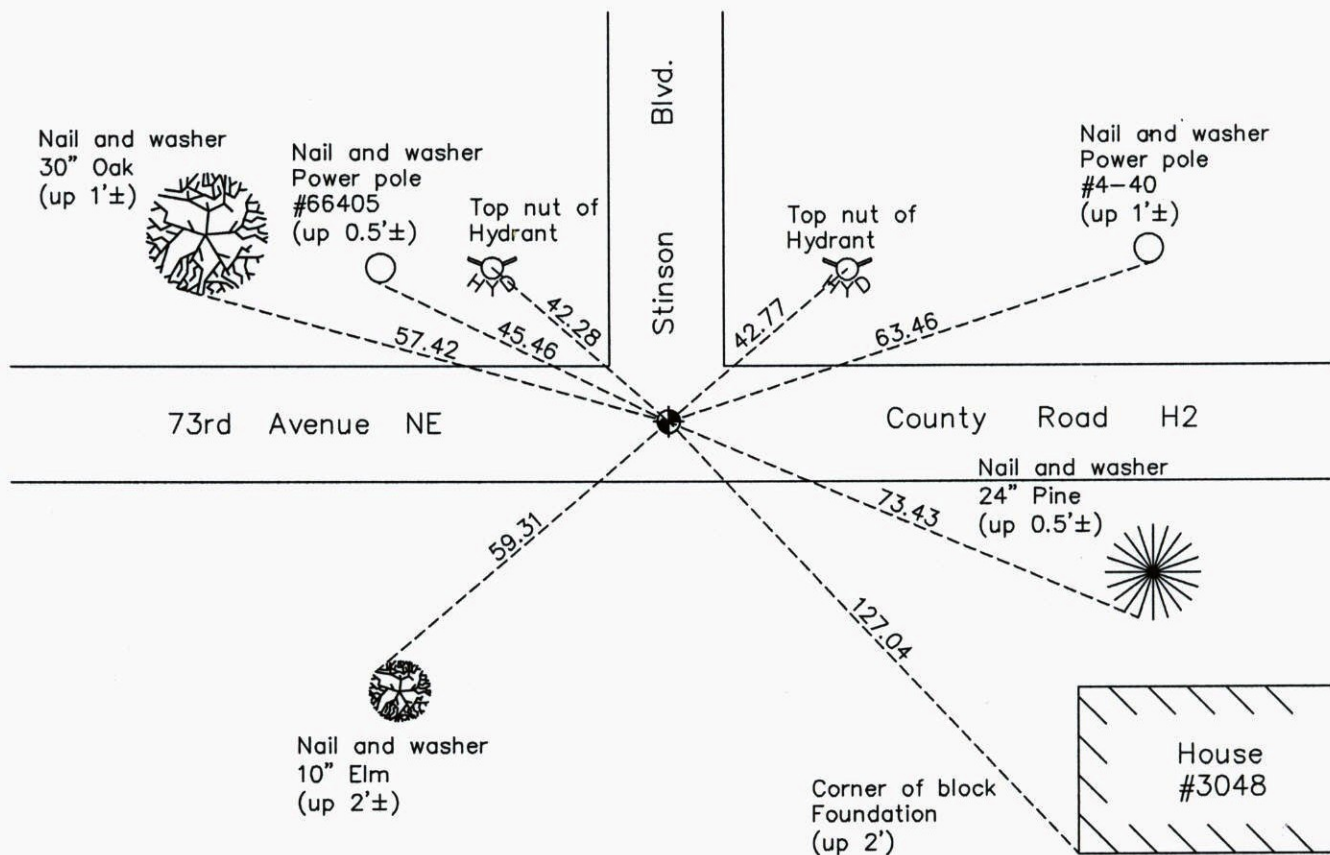 Stinson Blvd.
Nail and washer
30" Oak
(up 1'±)
Nail and washer
Power pole
#66405
(up 0.5'±)
Top nut of
Hydrant
HYD
Top nut of
Hydrant
HYD
Nail and washer
Power pole
#4-40
(up 1'±)
57.42
45.46
42.28
42.77
63.46
73rd Avenue NE
County Road H2
Nail and washer
24" Pine
(up 0.5'±)
73.43
59.31
127.04
Nail and washer
10" Elm
(up 2'±)
Corner of block
Foundation
(up 2')
House
#3048